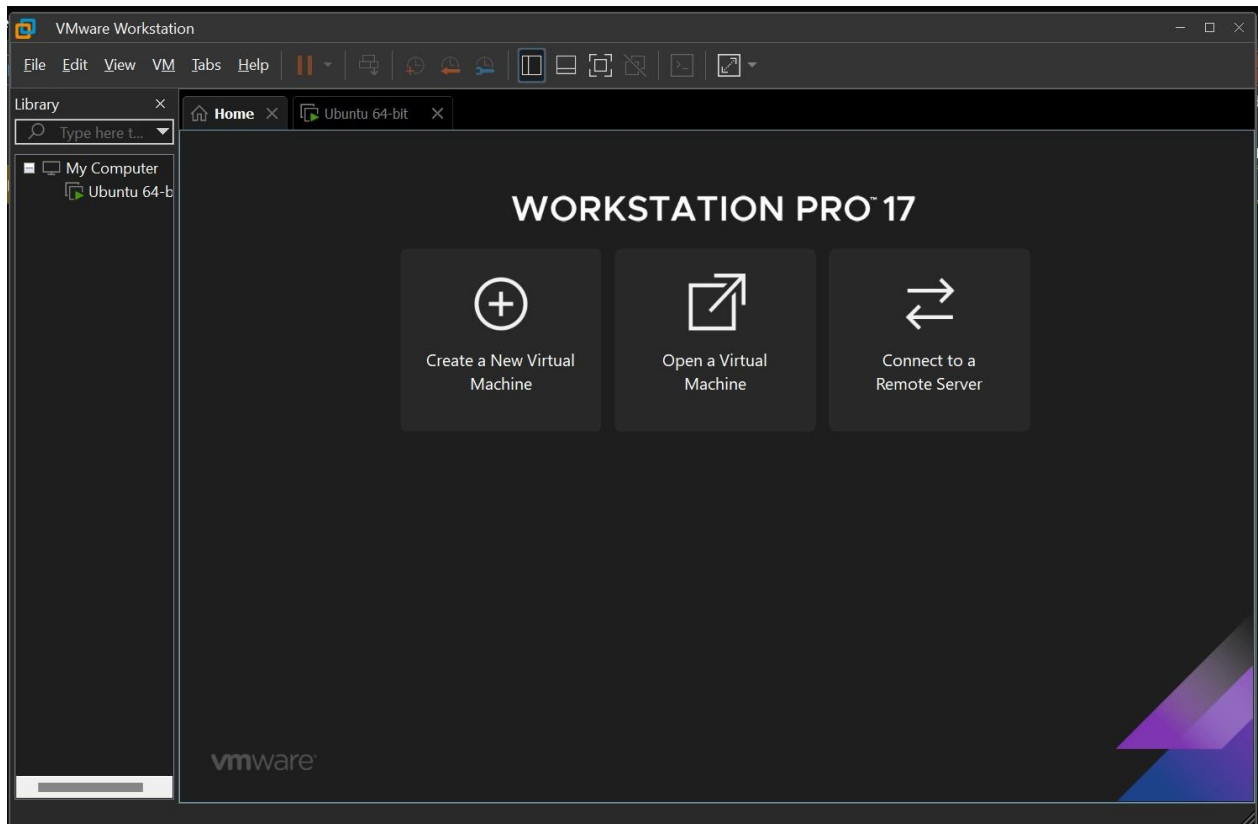 VMware Workstation
File Edit View VM Tabs Help
Library
Type here t...
Home
Ubuntu 64-bit
My Computer
Ubuntu 64-b
WORKSTATION PRO™ 17
Create a New Virtual
Machine
Open a Virtual
Machine
Connect to a
Remote Server
vmware®